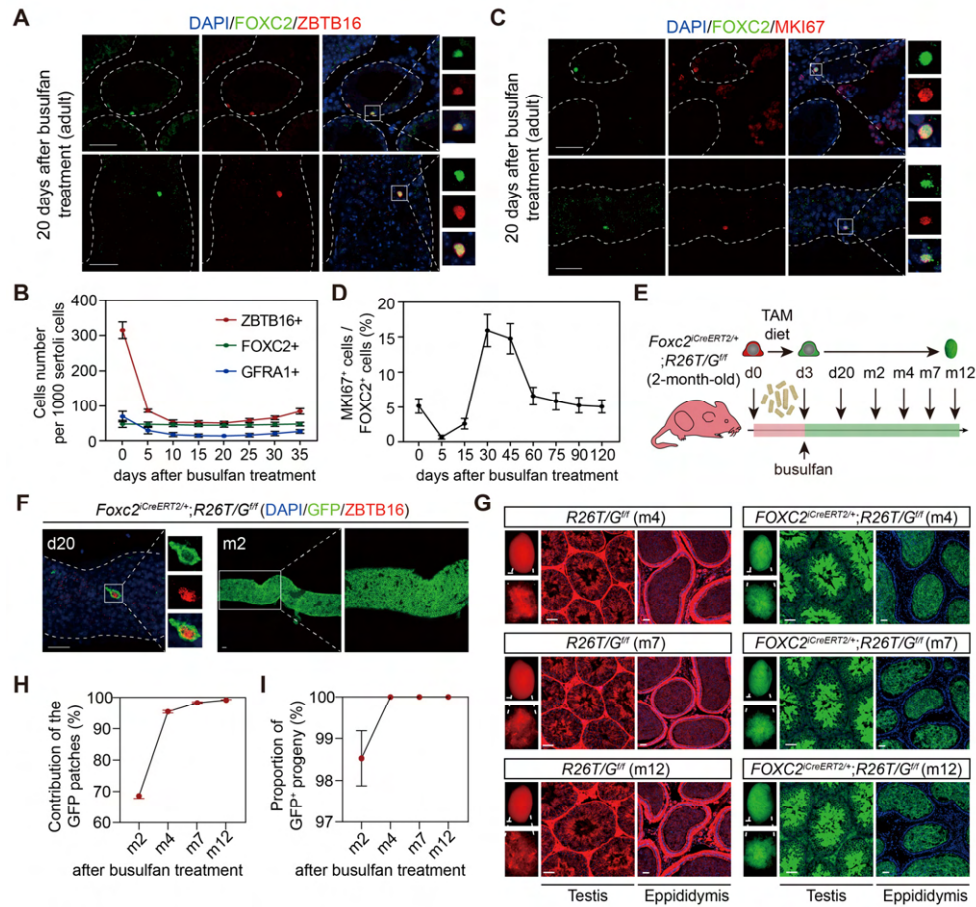 A
DAPI/FOXC2/ZBTB16
20 days after busulfan
treatment (adult)
C
DAPI/FOXC2/MKI67
20 days after busulfan
treatment (adult)
B
Cells number
per 1000 sertoli cells
400
300
200
100
0
ZBTB16+
FOXC2+
GFRA1+
0 5 10 15 20 25 30 35
days after busulfan treatment
D
MKI67+ cells /
FOXC2+ cells (%)
20
15
10
5
0
0 5 15 30 45 60 75 90 120
days after busulfan treatment
E
TAM
diet
Foxc2iCreERT2/+
;R26T/Gf/f
(2-month-old)
d0 d3 d20 m2 m4 m7 m12
busulfan
F
Foxc2iCreERT2/+;R26T/Gf/f (DAPI/GFP/ZBTB16)
d20
m2
G
R26T/Gf/f (m4)
FOXC2iCreERT2/+;R26T/Gf/f (m4)
R26T/Gf/f (m7)
FOXC2iCreERT2/+;R26T/Gf/f (m7)
R26T/Gf/f (m12)
FOXC2iCreERT2/+;R26T/Gf/f (m12)
Testis Eppididymis Testis Eppididymis
H
Contribution of the
GFP patches (%)
100
90
80
70
60
m2 m4 m7 m12
after busulfan treatment
I
Proportion of
GFP+ progeny (%)
100
99
98
97
m2 m4 m7 m12
after busulfan treatment